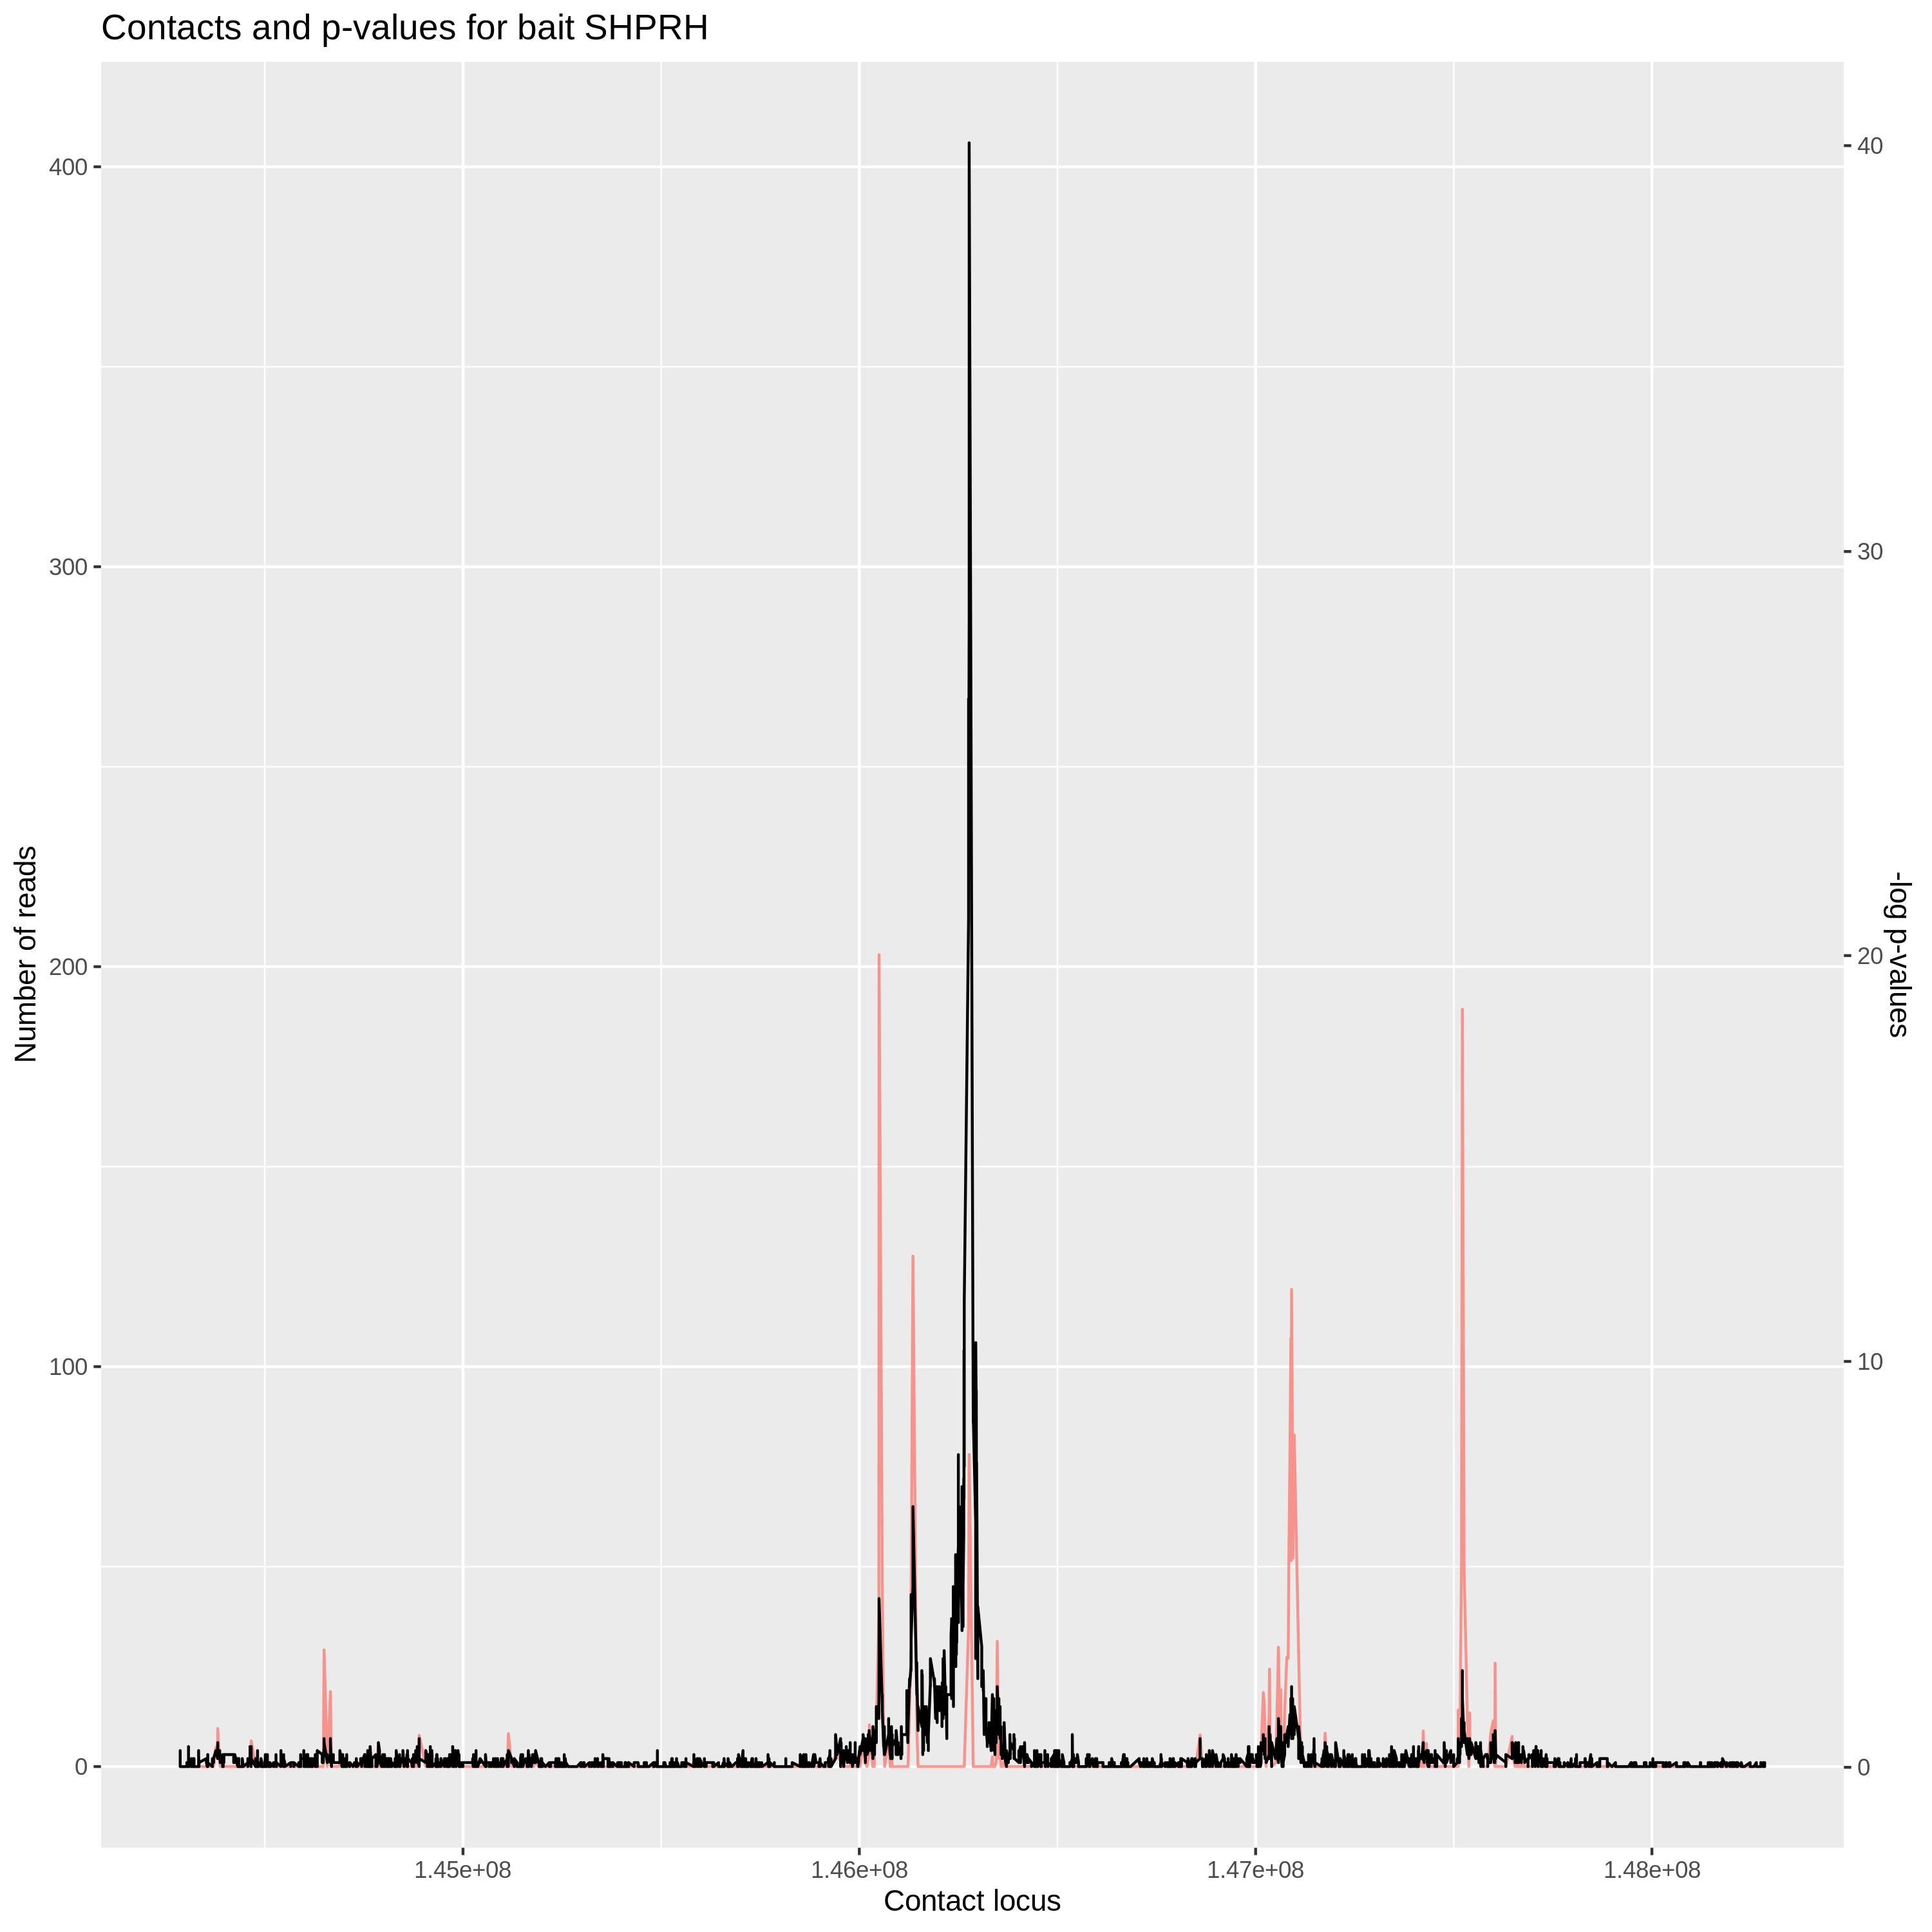 Contacts and p-values for bait SHPRH
400
300
200
100
0
Number of reads
40
30
20
10
0
-log p-values
1.45e+08
1.46e+08
1.47e+08
1.48e+08
Contact locus